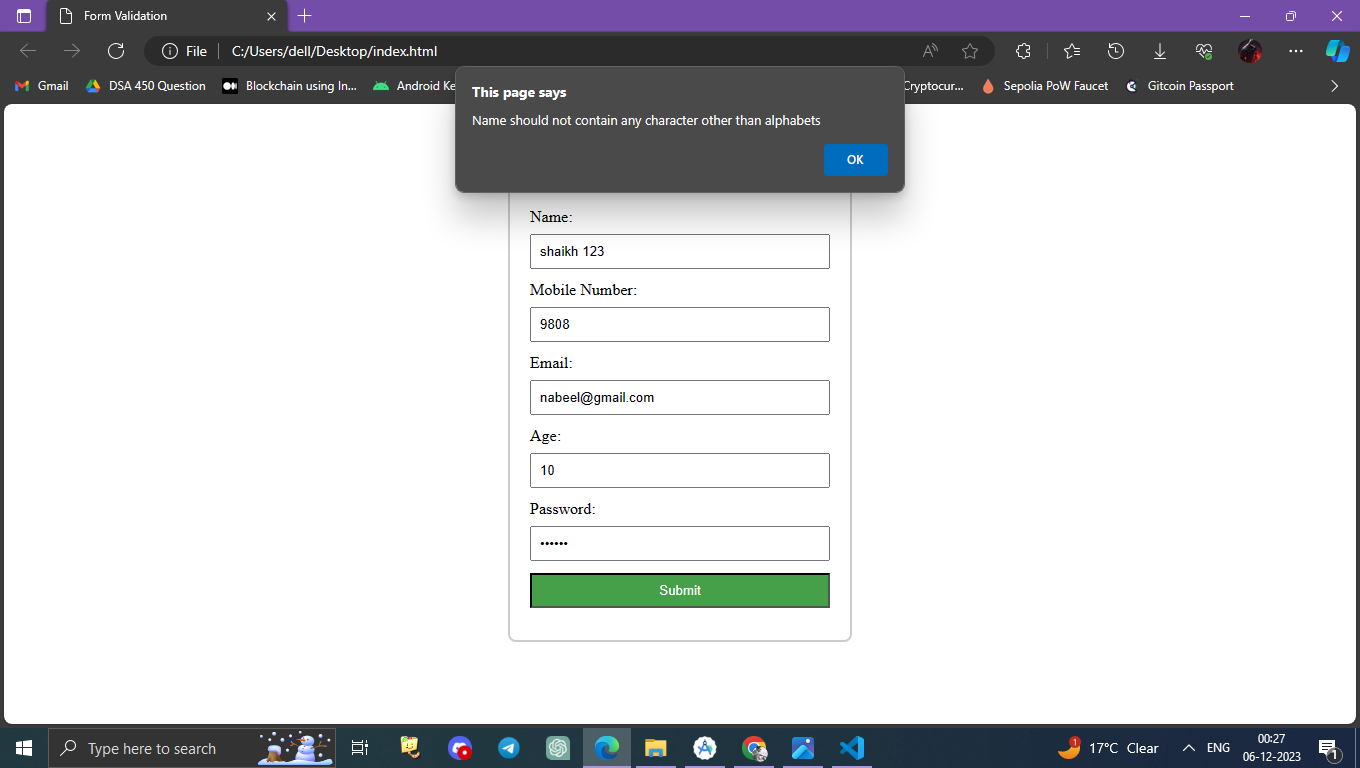 Form Validation
File
C:/Users/dell/Desktop/index.html
Gmail
DSA 450 Question
Blockchain using In...
Android Ke
Cryptocur...
Sepolia PoW Faucet
Gitcoin Passport
This page says
Name should not contain any character other than alphabets
OK
Name:
shaikh 123
Mobile Number:
9808
Email:
nabeel@gmail.com
Age:
10
Password:
••••••
Submit
Type here to search
1
17°C Clear
ENG
00:27
06-12-2023
1